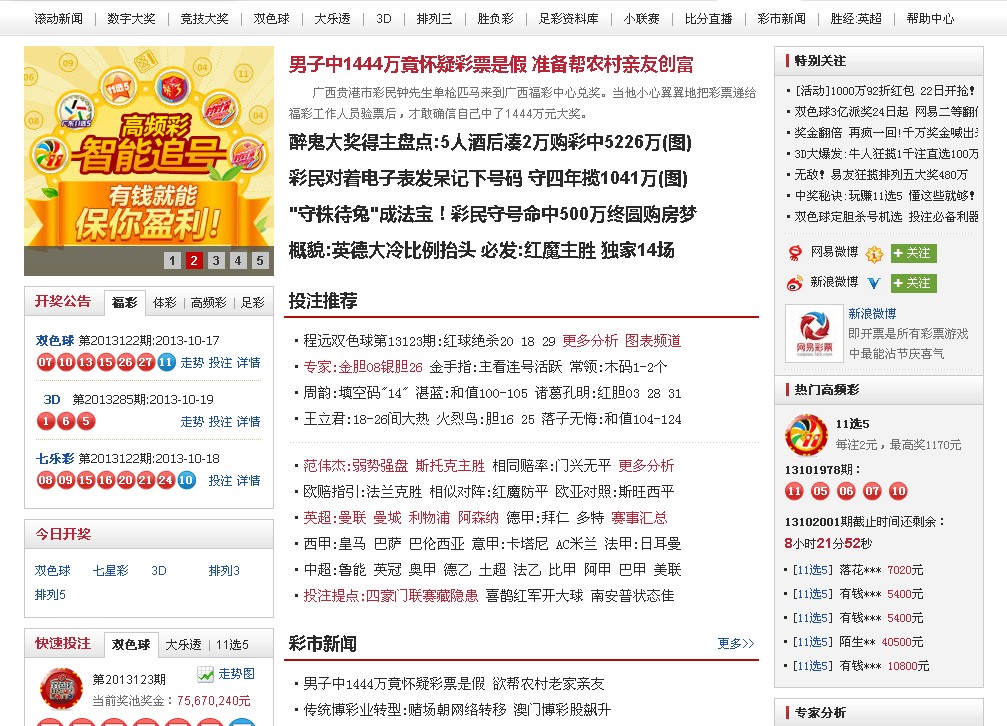 滚动新闻 数字大奖 竞技大奖 双色球 大乐透 3D 排列三 胜负彩 足彩资料库 小联赛 比分直播 彩市新闻 胜经:英超 帮助中心
高频彩
智能追号
有钱就能
保你盈利!
1 2 3 4 5
男子中1444万竟怀疑彩票是假 准备帮农村亲友创富
广西贵港市彩民钟先生单枪匹马来到广西福彩中心兑奖。当他小心翼翼地把彩票递给
福彩工作人员验票后，才敢确信自己中了1444万元大奖。
醉鬼大奖得主盘点:5人酒后凑2万购彩中5226万(图)
彩民对着电子表发呆记下号码 守四年揽1041万(图)
"守株待兔"成法宝！彩民守号命中500万终圆购房梦
概貌:英德大冷比例抬头 必发:红魔主胜 独家14场
开奖公告 福彩 体彩 高频彩 足彩
双色球 第2013122期:2013-10-17
07 10 13 15 26 27 11 走势 投注 详情
3D 第2013285期:2013-10-19
1 6 5 走势 投注 详情
七乐彩 第2013122期:2013-10-18
08 09 15 16 20 21 24 10 投注 详情
今日开奖
双色球 七星彩 3D 排列3
排列5
快速投注 双色球 大乐透 11选5
第2013123期 走势图
当前奖池奖金：75,670,240元
投注推荐
程远双色球第13123期:红球绝杀20 18 29 更多分析 图表频道
专家:金胆08银胆26 金手指:主看连号活跃 常领:木码1-2个
周韵:填空码"14" 湛蓝:和值100-105 诸葛孔明:红胆03 28 31
王立君:18-26间大热 火烈鸟:胆16 25 落子无悔:和值104-124
范伟杰:弱势强盘 斯托克主胜 相同赔率:门兴无平 更多分析
欧赔指引:法兰克胜 相似对阵:红魔防平 欧亚对照:斯旺西平
英超:曼联 曼城 利物浦 阿森纳 德甲:拜仁 多特 赛事汇总
西甲:皇马 巴萨 巴伦西亚 意甲:卡塔尼 AC米兰 法甲:日耳曼
中超:鲁能 英冠 奥甲 德乙 土超 法乙 比甲 阿甲 巴甲 美联
投注提点:四豪门联赛藏隐患 喜鹊红军开大球 南安普状态佳
彩市新闻 更多>>
男子中1444万竟怀疑彩票是假 欲帮农村老家亲友
传统博彩业转型:赌场朝网络转移 澳门博彩股飙升
特别关注
[活动]1000万92折红包 22日开抢!
双色球3亿派奖24日起 网易二等翻
奖金翻倍 再疯一回!千万奖金喊出
3D大爆发:牛人狂揽1千注直选100万
无敌! 易友狂揽排列五大奖480万
中奖秘诀:玩赚11选5 懂这些就够!
双色球定胆杀号机选 投注必备利器
网易微博 +关注
新浪微博 +关注
网易彩票
新浪微博
即开票是所有彩票游戏
中最能沾节庆喜气
热门高频彩
11选5
每注2元，最高奖1170元
13101978期：
11 05 06 07 10
13102001期截止时间还剩余：
8小时21分52秒
[11选5] 落花*** 7020元
[11选5] 有钱*** 5400元
[11选5] 有钱*** 5400元
[11选5] 陌生** 40500元
[11选5] 有钱*** 10800元
专家分析